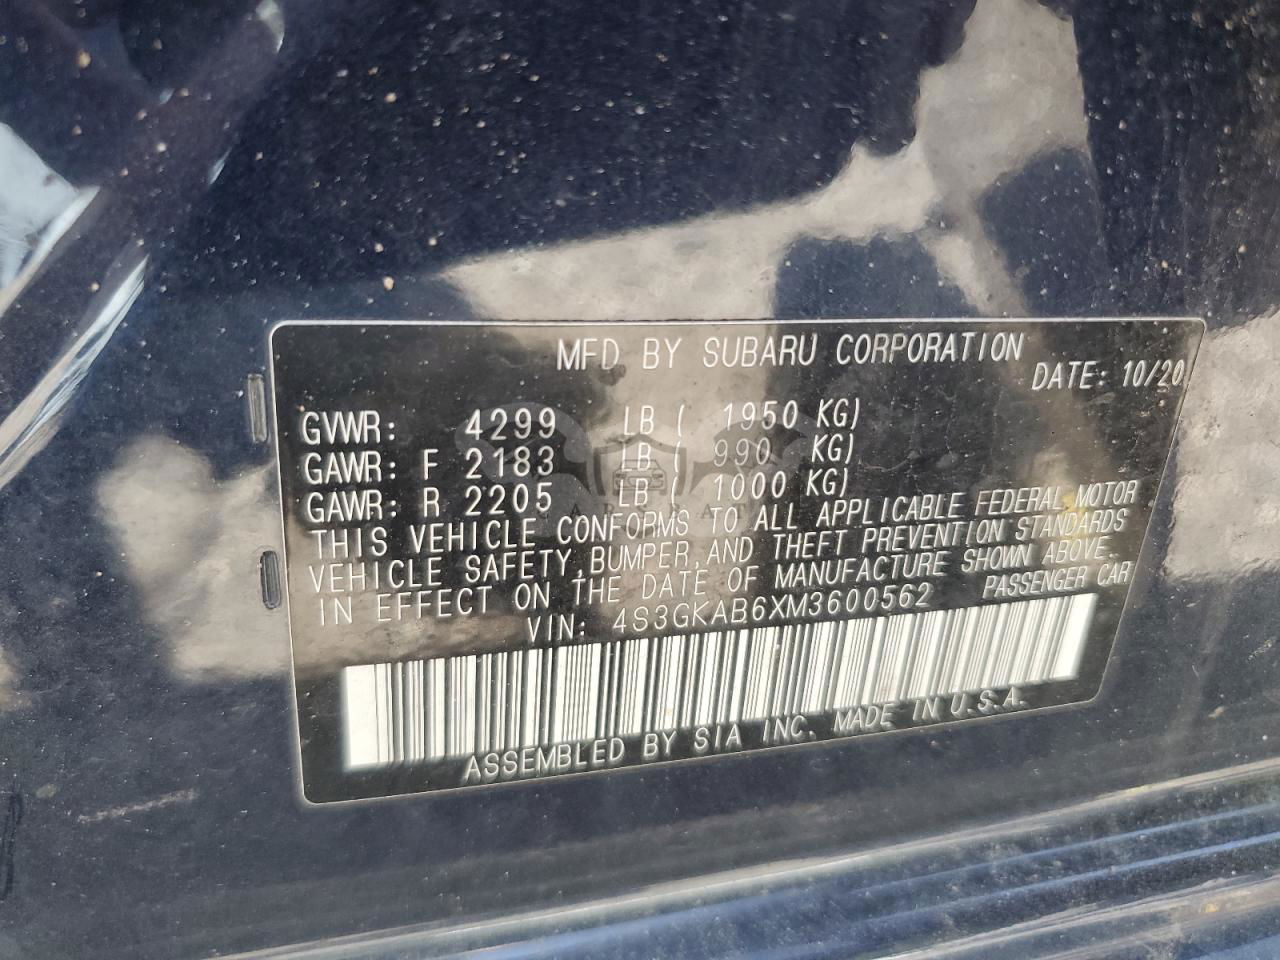 MFD BY SUBARU CORPORATION
DATE: 10/20
GVWR: 4299 LB ( 1950 KG)
GAWR: F 2183 LB ( 990 KG)
GAWR: R 2205 LB ( 1000 KG)
THIS VEHICLE CONFORMS TO ALL APPLICABLE FEDERAL MOTOR
VEHICLE SAFETY, BUMPER, AND THEFT PREVENTION STANDARDS
IN EFFECT ON THE DATE OF MANUFACTURE SHOWN ABOVE.
VIN: 4S3GKAB6XM3600562 PASSENGER CAR
ASSEMBLED BY SIA INC. MADE IN U.S.A.